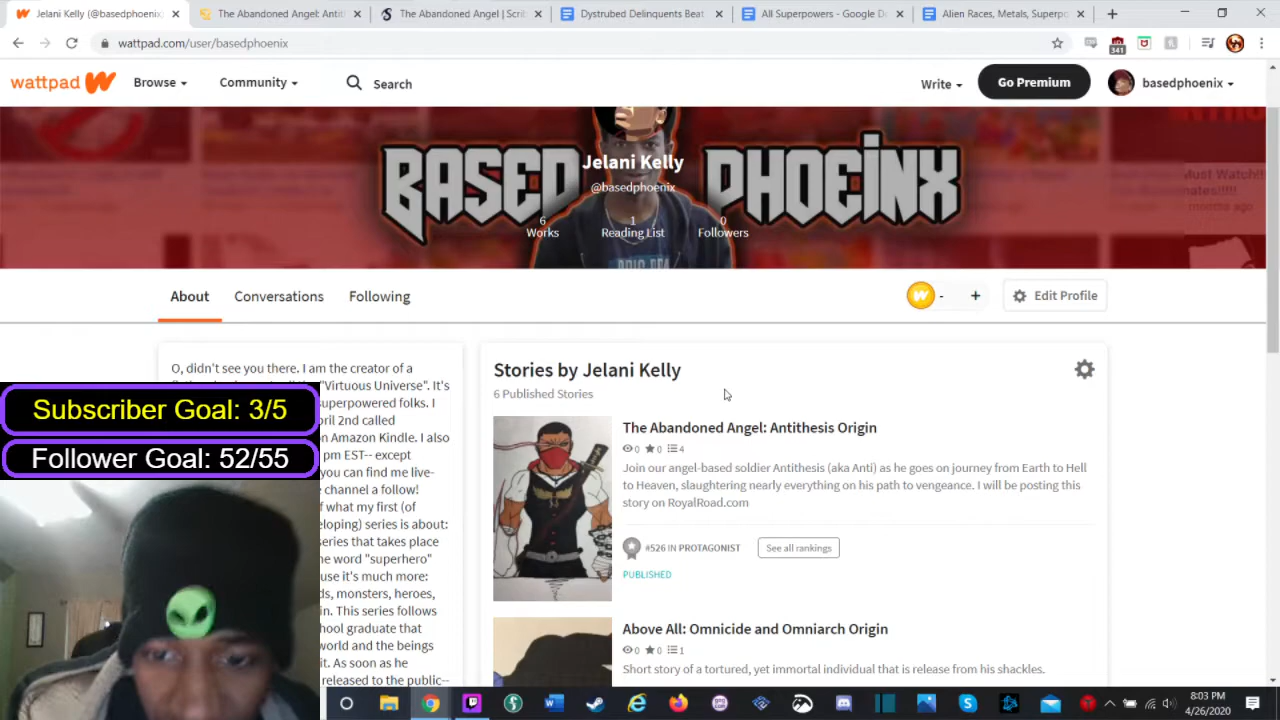 Jelani Kelly (@basedphoenix
The Abandoned Angel: Antit
The Abandoned Angel | Scri
Dystrubed Delinquents Beat
All Superpowers - Google D
Alien Races, Metals, Superpo
wattpad.com/user/basedphoenix
341
wattpad
Browse
Community
Search
Write
Go Premium
basedphoenix
BASED PHOEINX
Must Watch!
mates!!!!!
months ago
Jelani Kelly
@basedphoenix
6 1 0
Works Reading List Followers
About
Conversations
Following
-
+
Edit Profile
O, didn't see you there. I am the creator of a
"Virtuous Universe". It's
superpowered folks. I
pril 2nd called
n Amazon Kindle. I also
pm EST-- except
you can find me live-
channel a follow!
f what my first (of
eloping) series is about:
eries that takes place
he word "superhero"
use it's much more:
ds, monsters, heroes,
in. This series follows
hool graduate that
world and the beings
it. As soon as he
released to the public--
Subscriber Goal: 3/5
Follower Goal: 52/55
Stories by Jelani Kelly
6 Published Stories
The Abandoned Angel: Antithesis Origin
0 0 4
Join our angel-based soldier Antithesis (aka Anti) as he goes on journey from Earth to Hell
to Heaven, slaughtering nearly everything on his path to vengeance. I will be posting this
story on RoyalRoad.com
#526 IN PROTAGONIST
See all rankings
PUBLISHED
Above All: Omnicide and Omniarch Origin
0 0 1
Short story of a tortured, yet immortal individual that is release from his shackles.
8:03 PM
4/26/2020